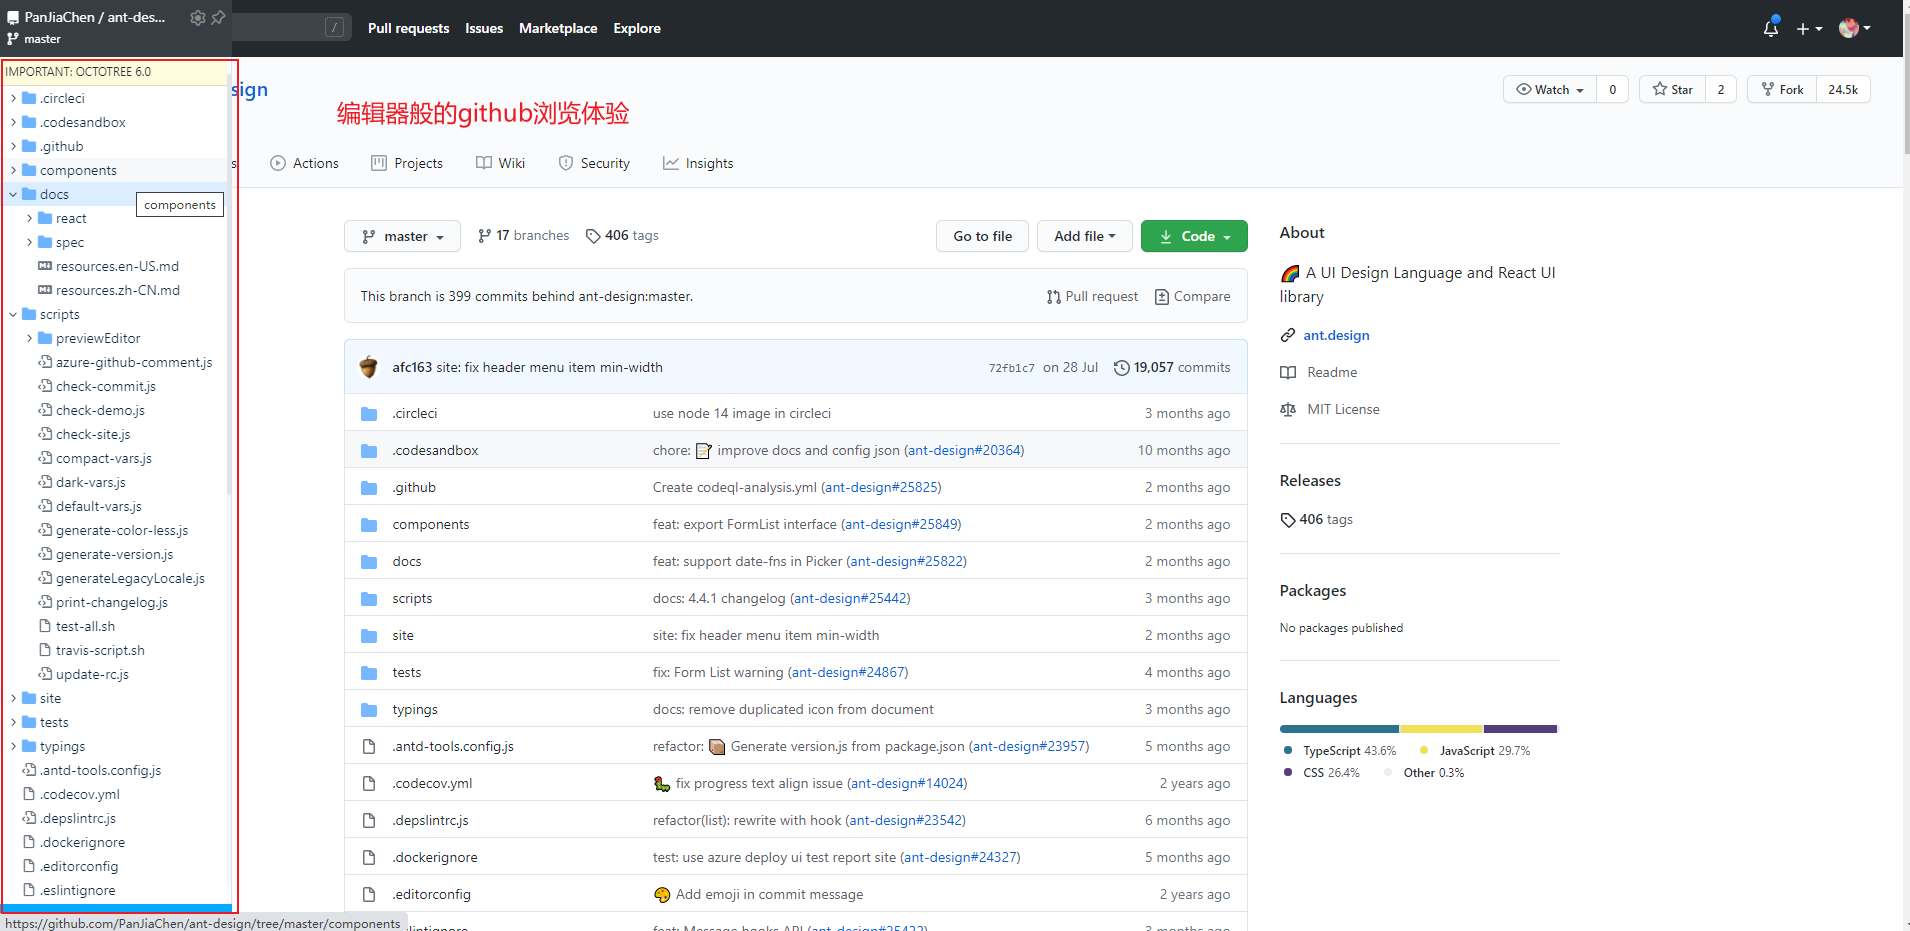 PanJiaChen / ant-des...
master
/
Pull requests Issues Marketplace Explore
IMPORTANT: OCTOTREE 6.0
.circleci
.codesandbox
.github
components
docs
components
react
spec
resources.en-US.md
resources.zh-CN.md
scripts
previewEditor
azure-github-comment.js
check-commit.js
check-demo.js
check-site.js
compact-vars.js
dark-vars.js
default-vars.js
generate-color-less.js
generate-version.js
generateLegacyLocale.js
print-changelog.js
test-all.sh
travis-script.sh
update-rc.js
site
tests
typings
.antd-tools.config.js
.codecov.yml
.depslintrc.js
.dockerignore
.editorconfig
.eslintignore
https://github.com/PanJiaChen/ant-design/tree/master/components
sign
编辑器般的github浏览体验
Watch 0 Star 2 Fork 24.5k
s Actions Projects Wiki Security Insights
master 17 branches 406 tags Go to file Add file Code
This branch is 399 commits behind ant-design:master. Pull request Compare
afc163 site: fix header menu item min-width 72fb1c7 on 28 Jul 19,057 commits
.circleci use node 14 image in circleci 3 months ago
.codesandbox chore: 📝 improve docs and config json (ant-design#20364) 10 months ago
.github Create codeql-analysis.yml (ant-design#25825) 2 months ago
components feat: export FormList interface (ant-design#25849) 2 months ago
docs feat: support date-fns in Picker (ant-design#25822) 2 months ago
scripts docs: 4.4.1 changelog (ant-design#25442) 3 months ago
site site: fix header menu item min-width 2 months ago
tests fix: Form List warning (ant-design#24867) 4 months ago
typings docs: remove duplicated icon from document 3 months ago
.antd-tools.config.js refactor: 📦 Generate version.js from package.json (ant-design#23957) 5 months ago
.codecov.yml 🐛 fix progress text align issue (ant-design#14024) 2 years ago
.depslintrc.js refactor(list): rewrite with hook (ant-design#23542) 6 months ago
.dockerignore test: use azure deploy ui test report site (ant-design#24327) 5 months ago
.editorconfig 🎨 Add emoji in commit message 2 years ago
slintignore feat: Message hooks API (ant-design#25422) 3 months ago
About
🌈 A UI Design Language and React UI
library
ant.design
Readme
MIT License
Releases
406 tags
Packages
No packages published
Languages
TypeScript 43.6% JavaScript 29.7%
CSS 26.4% Other 0.3%